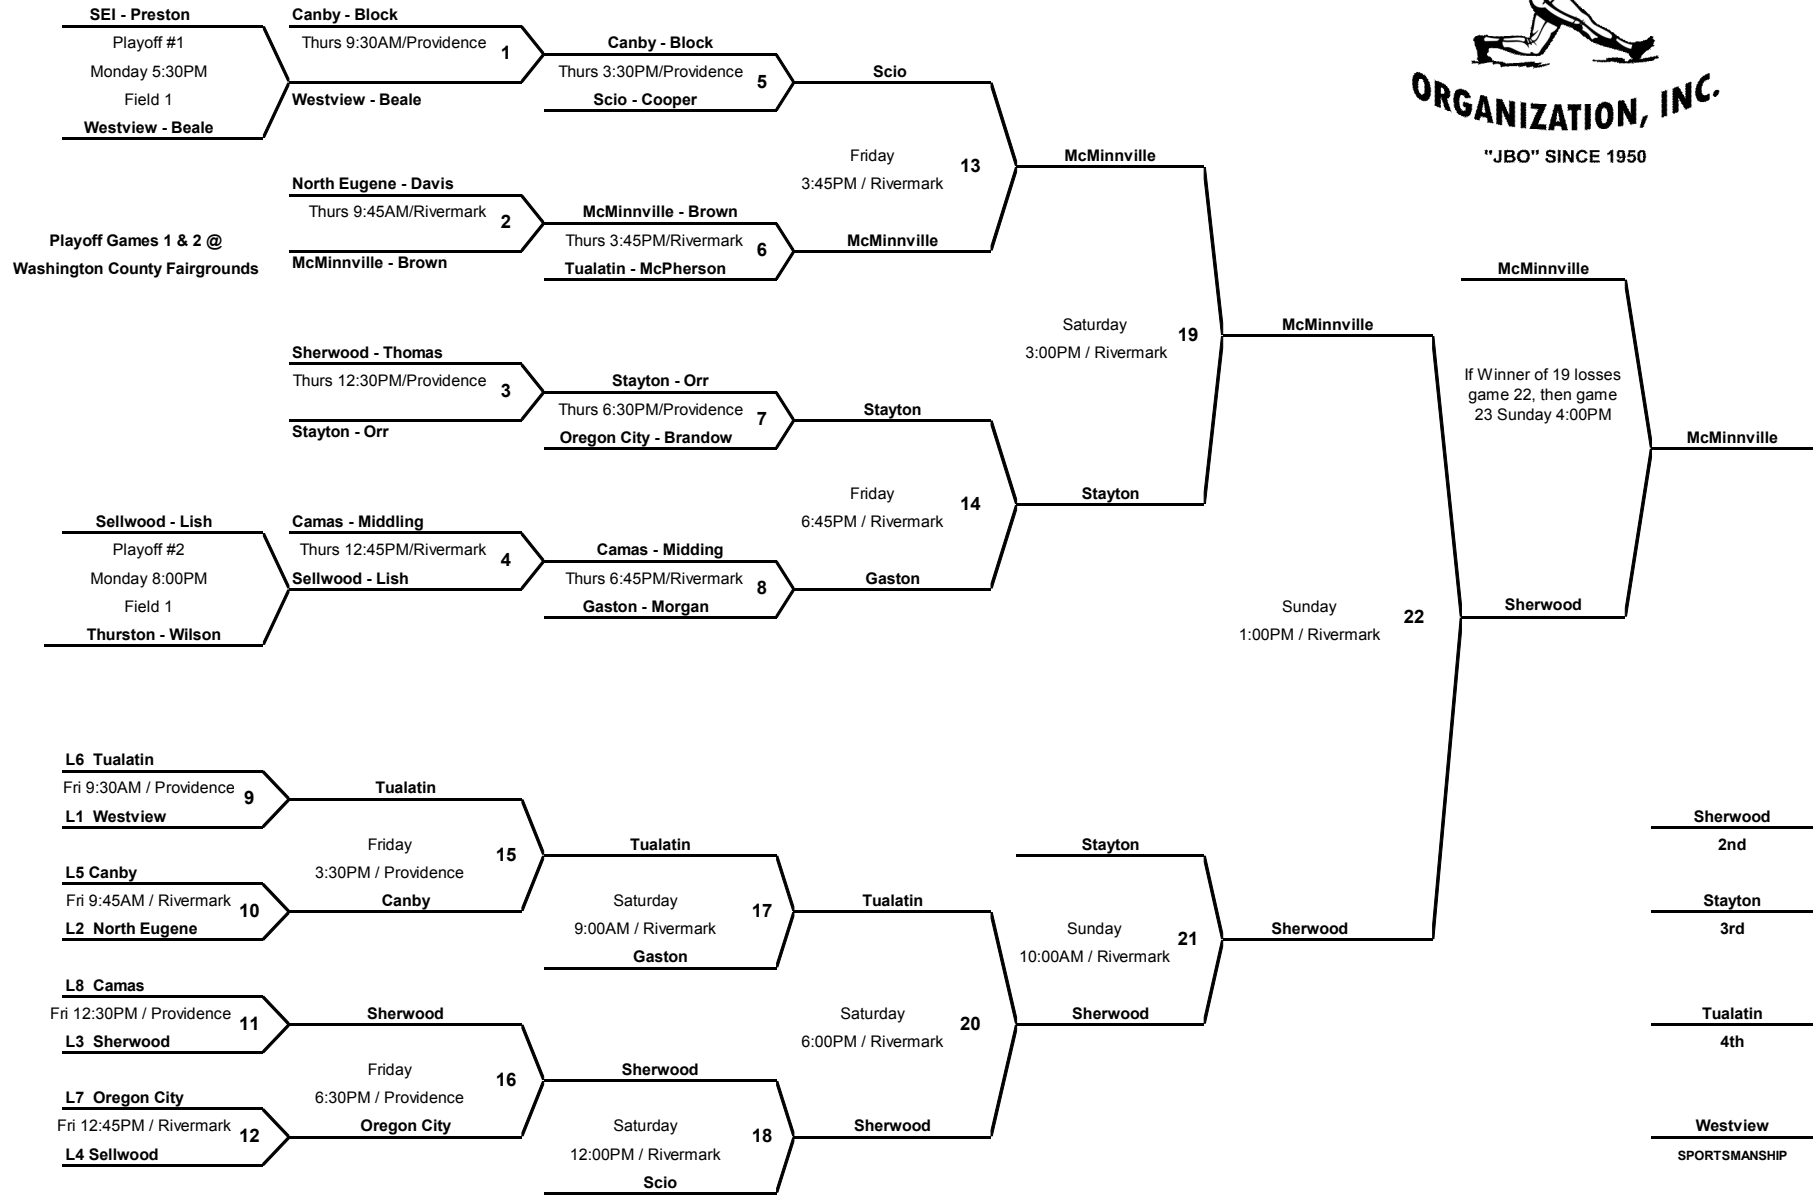 SEI - Preston
Playoff #1
Monday 5:30PM
Field 1
Westview - Beale
Canby - Block
Thurs 9:30AM/Providence
1
Westview - Beale
Canby - Block
Thurs 3:30PM/Providence
5
Scio - Cooper
Scio
ORGANIZATION, INC.
"JBO" SINCE 1950
Friday
3:45PM / Rivermark
13
McMinnville
North Eugene - Davis
Thurs 9:45AM/Rivermark
2
McMinnville - Brown
McMinnville - Brown
Thurs 3:45PM/Rivermark
6
Tualatin - McPherson
McMinnville
Playoff Games 1 & 2 @
Washington County Fairgrounds
McMinnville
Saturday
3:00PM / Rivermark
19
McMinnville
Sherwood - Thomas
Thurs 12:30PM/Providence
3
Stayton - Orr
Stayton - Orr
Thurs 6:30PM/Providence
7
Oregon City - Brandow
Stayton
If Winner of 19 losses
game 22, then game
23 Sunday 4:00PM
McMinnville
Friday
6:45PM / Rivermark
14
Stayton
Sellwood - Lish
Playoff #2
Monday 8:00PM
Field 1
Thurston - Wilson
Camas - Middling
Thurs 12:45PM/Rivermark
4
Sellwood - Lish
Camas - Midding
Thurs 6:45PM/Rivermark
8
Gaston - Morgan
Gaston
Sunday
1:00PM / Rivermark
22
Sherwood
L6 Tualatin
Fri 9:30AM / Providence
9
L1 Westview
Tualatin
Friday
3:30PM / Providence
15
L5 Canby
Fri 9:45AM / Rivermark
10
L2 North Eugene
Canby
Tualatin
Saturday
9:00AM / Rivermark
17
Gaston
Tualatin
Stayton
Sunday
10:00AM / Rivermark
21
Sherwood
Sherwood
2nd
Stayton
3rd
L8 Camas
Fri 12:30PM / Providence
11
L3 Sherwood
Sherwood
Friday
6:30PM / Providence
16
L7 Oregon City
Fri 12:45PM / Rivermark
12
L4 Sellwood
Oregon City
Sherwood
Saturday
12:00PM / Rivermark
18
Scio
Saturday
6:00PM / Rivermark
20
Sherwood
Sherwood
Tualatin
4th
Westview
SPORTSMANSHIP